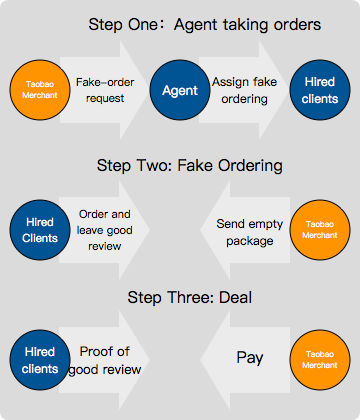 Step One：Agent taking orders
Taobao
Merchant
Fake-order
request
Agent
Assign fake
ordering
Hired
clients
Step Two: Fake Ordering
Hired
Clients
Order and
leave good
review
Send empty
package
Taobao
Merchant
Step Three: Deal
Hired
clients
Proof of
good review
Pay
Taobao
Merchant